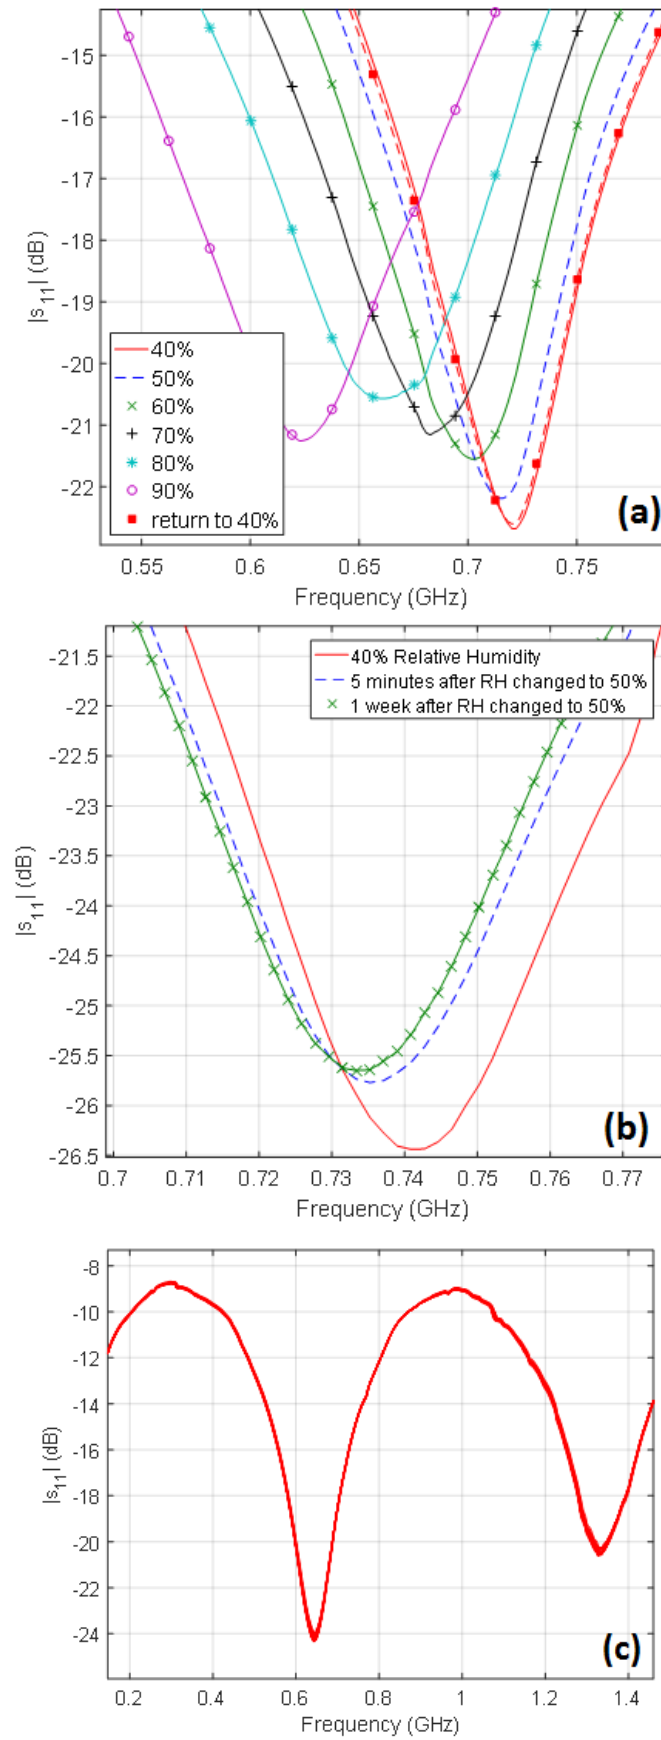 -15
-16
-17
-18
-19
-20
-21
-22
|s11| (dB)
40%
50%
60%
70%
80%
90%
return to 40%
(a)
0.55 0.6 0.65 0.7 0.75
Frequency (GHz)
-21.5
-22
-22.5
-23
-23.5
-24
-24.5
-25
-25.5
-26
-26.5
|s11| (dB)
40% Relative Humidity
5 minutes after RH changed to 50%
1 week after RH changed to 50%
(b)
0.7 0.71 0.72 0.73 0.74 0.75 0.76 0.77
Frequency (GHz)
-8
-10
-12
-14
-16
-18
-20
-22
-24
|s11| (dB)
(c)
0.2 0.4 0.6 0.8 1 1.2 1.4
Frequency (GHz)